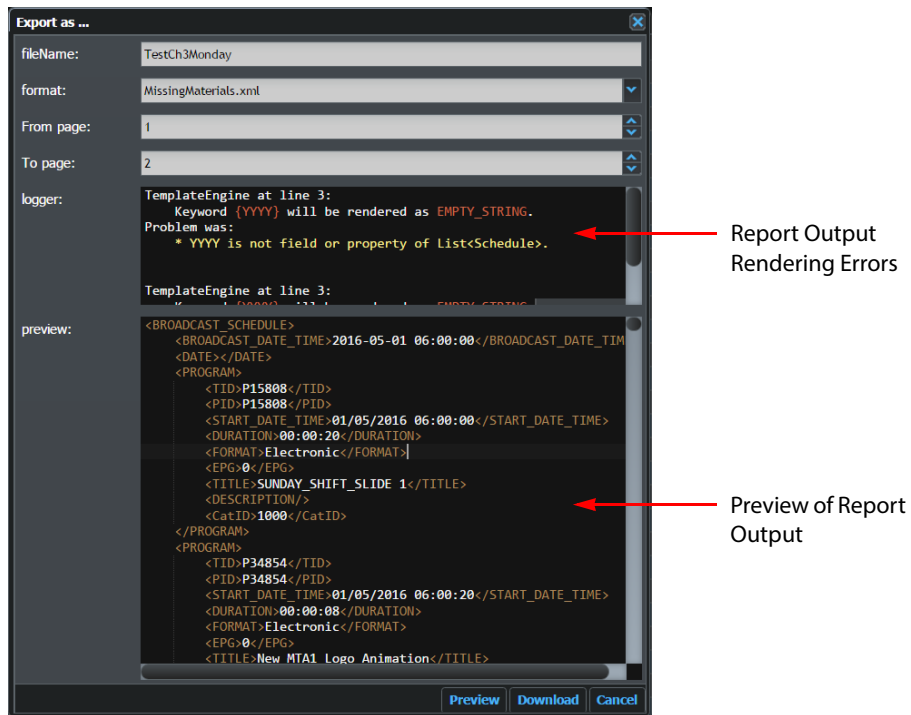 Export as ...
fileName:
TestCh3Monday
format:
MissingMaterials.xml
From page:
1
To page:
2
logger:
TemplateEngine at line 3:
Keyword {YYYY} will be rendered as EMPTY_STRING.
Problem was:
* YYYY is not field or property of List<Schedule>.
TemplateEngine at line 3:
Report Output
Rendering Errors
preview:
<BROADCAST_SCHEDULE>
<BROADCAST_DATE_TIME>2016-05-01 06:00:00</BROADCAST_DATE_TIM
<DATE></DATE>
<PROGRAM>
<TID>P15808</TID>
<PID>P15808</PID>
<START_DATE_TIME>01/05/2016 06:00:00</START_DATE_TIME>
<DURATION>00:00:20</DURATION>
<FORMAT>Electronic</FORMAT>
<EPG>0</EPG>
<TITLE>SUNDAY_SHIFT_SLIDE 1</TITLE>
<DESCRIPTION/>
<CatID>1000</CatID>
</PROGRAM>
<PROGRAM>
<TID>P34854</TID>
<PID>P34854</PID>
<START_DATE_TIME>01/05/2016 06:00:20</START_DATE_TIME>
<DURATION>00:00:08</DURATION>
<FORMAT>Electronic</FORMAT>
<EPG>0</EPG>
<TITLE>New MTA1 Logo Animation</TITLE>
Preview of Report
Output
Preview
Download
Cancel